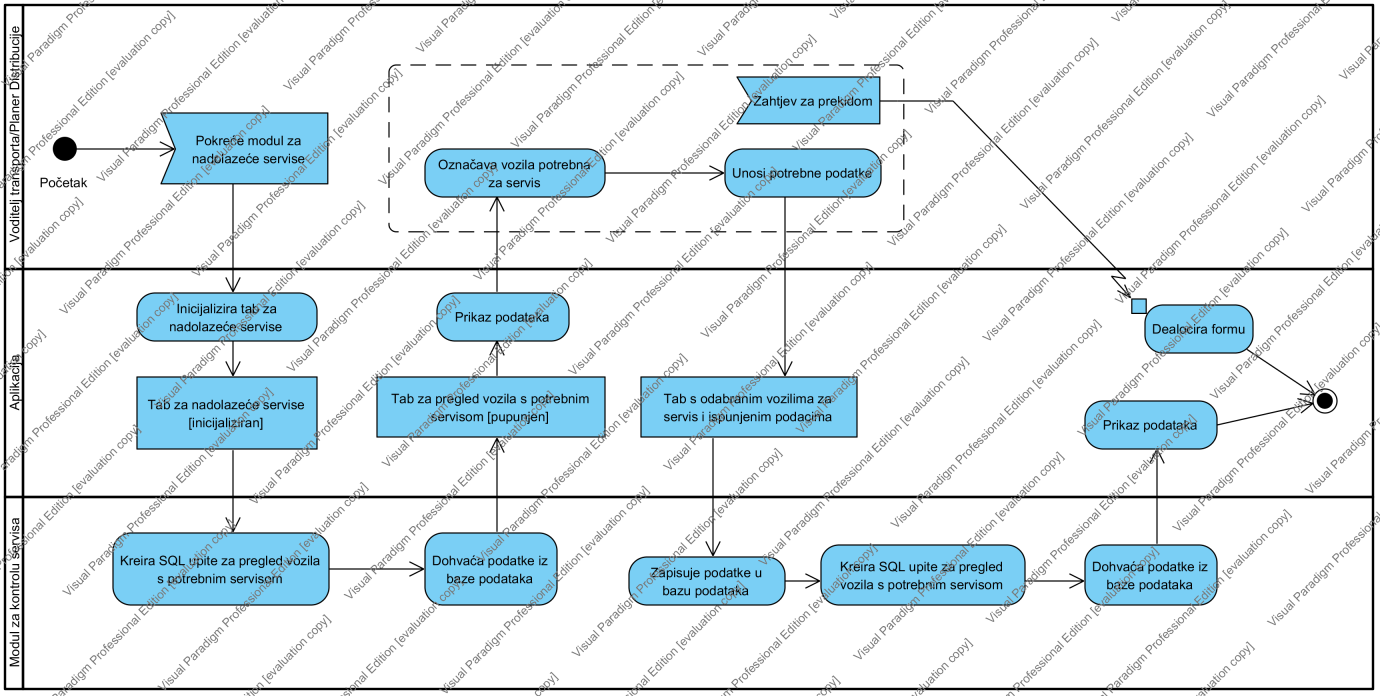 Voditelj transporta/Planer Distribucije
Početak
Pokreće modul za
nadolazeće servise
Označava vozila potrebna
za servis
Zahtjev za prekidom
Unosi potrebne podatke
Aplikacija
Inicijalizira tab za
nadolazeće servise
Tab za nadolazeće servise
[inicijaliziran]
Prikaz podataka
Tab za pregled vozila s potrebnim
servisom [pupunjen]
Tab s odabranim vozilima za
servis i ispunjenim podacima
Dealocira formu
Prikaz podataka
Modul za kontrolu servisa
Kreira SQL upite za pregled vozila
s potrebnim servisom
Dohvaća podatke iz
baze podataka
Zapisuje podatke u
bazu podataka
Kreira SQL upite za pregled
vozila s potrebnim servisom
Dohvaća podatke iz
baze podataka
Visual Paradigm Professional Edition [evaluation copy]